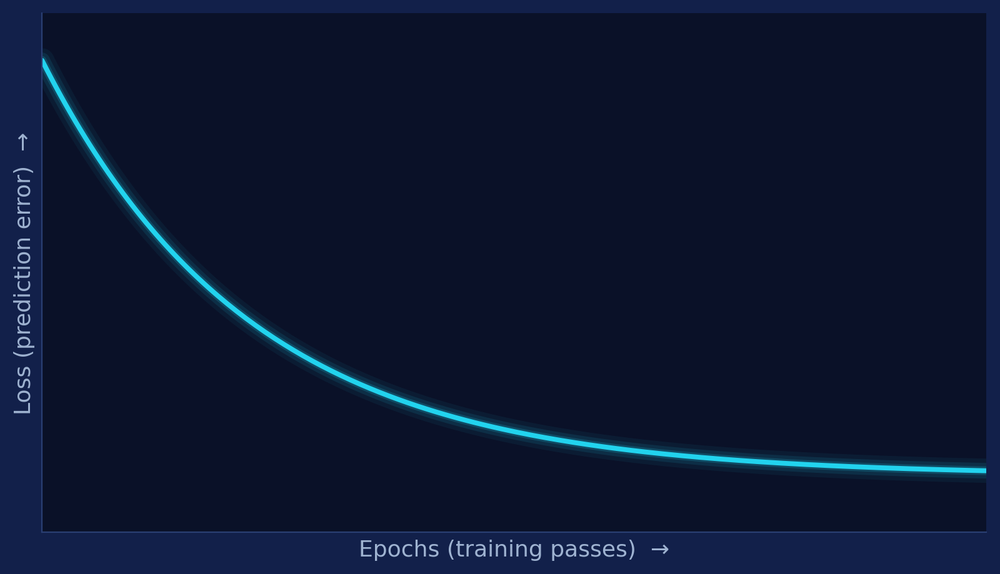 Loss (prediction error) →
Epochs (training passes) →